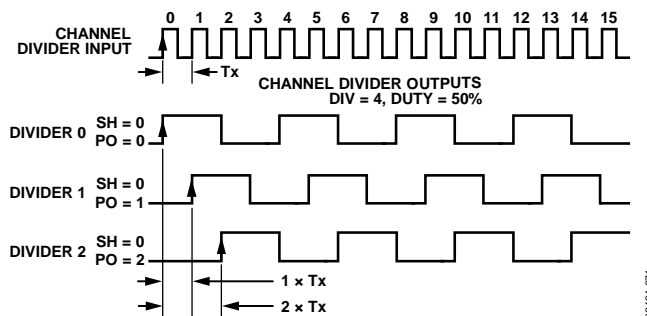 0 1 2 3 4 5 6 7 8 9 10 11 12 13 14 15
CHANNEL
DIVIDER INPUT
Tx
CHANNEL DIVIDER OUTPUTS
DIV = 4, DUTY = 50%
DIVIDER 0
SH = 0
PO = 0
DIVIDER 1
SH = 0
PO = 1
DIVIDER 2
SH = 0
PO = 2
1 × Tx
2 × Tx